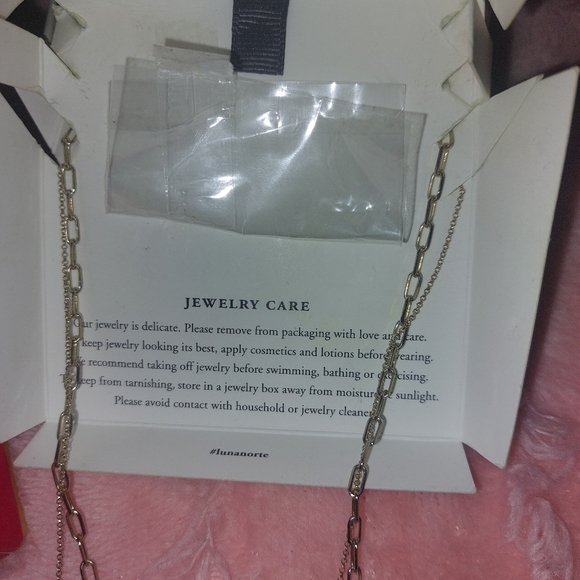 JEWELRY CARE
ur jewelry is delicate. Please remove from packaging with love and care.
keep jewelry looking its best, apply cosmetics and lotions before wearing.
e recommend taking off jewelry before swimming, bathing or exercising.
eep from tarnishing, store in a jewelry box away from moisture sunlight.
Please avoid contact with household or jewelry cleaner
#lunanorte